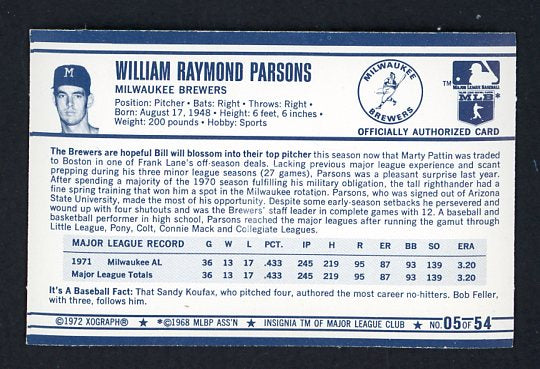 M
WILLIAM RAYMOND PARSONS
MILWAUKEE BREWERS
Position: Pitcher • Bats: Right • Throws: Right •
Born: August 17, 1948 • Height: 6 feet, 6 inches •
Weight: 200 pounds • Hobby: Sports
MILWAUKEE
BREWERS
TM
MAJOR LEAGUE BASEBALL
MLB*
OFFICIALLY AUTHORIZED CARD
The Brewers are hopeful Bill will blossom into their top pitcher this season now that Marty Pattin was traded
to Boston in one of Frank Lane's off-season deals. Lacking previous major league experience and scant
prepping during his three minor league seasons (27 games), Parsons was a pleasant surprise last year.
After spending a majority of the 1970 season fulfilling his military obligation, the tall righthander had a
fine spring training that won him a spot in the Milwaukee rotation. Parsons, who was signed out of Arizona
State University, made the most of his opportunity. Despite some early-season setbacks he persevered and
wound up with four shutouts and was the Brewers' staff leader in complete games with 12. A baseball and
basketball performer in high school, Parsons reached the major leagues after running the gamut through
Little League, Pony, Colt, Connie Mack and Collegiate Leagues.
MAJOR LEAGUE RECORD G W L PCT. IP H R ER BB SO ERA
1971 Milwaukee AL 36 13 17 .433 245 219 95 87 93 139 3.20
Major League Totals 36 13 17 .433 245 219 95 87 93 139 3.20
It's A Baseball Fact: That Sandy Koufax, who pitched four, authored the most career no-hitters. Bob Feller,
with three, follows him.
©1972 XOGRAPH® ★ *©1968 MLBP ASS'N ★ INSIGNIA TM OF MAJOR LEAGUE CLUB ★ NO. 05 OF 54